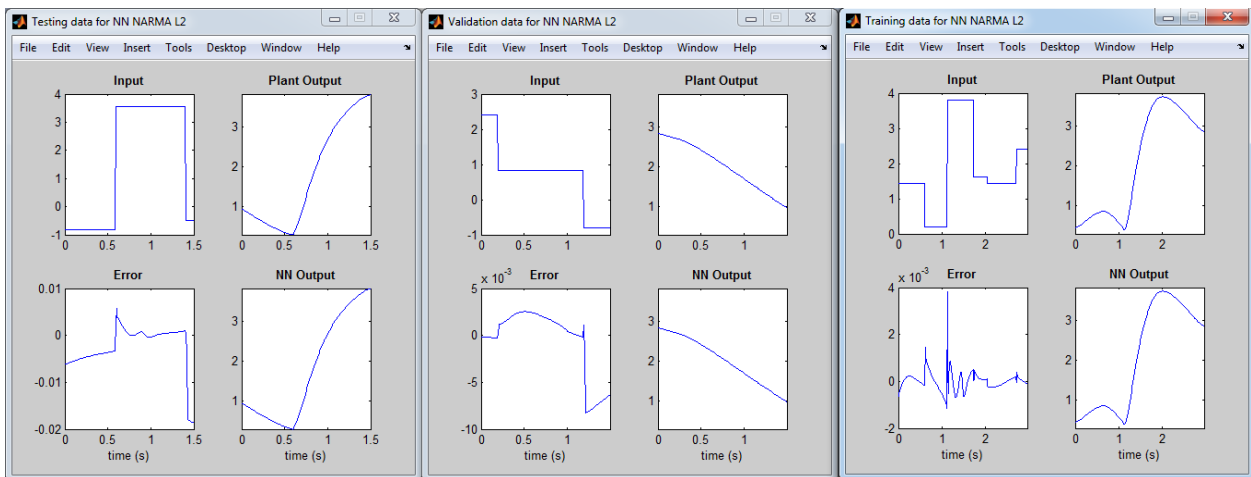 Testing data for NN NARMA L2
File Edit View Insert Tools Desktop Window Help
Input
4
3
2
1
0
-1
0 0.5 1 1.5
Plant Output
3
2
1
0 0.5 1 1.5
Error
0.01
0
-0.01
-0.02
0 0.5 1 1.5
time (s)
NN Output
3
2
1
0 0.5 1 1.5
time (s)
Validation data for NN NARMA L2
File Edit View Insert Tools Desktop Window Help
Input
3
2
1
0
-1
0 0.5 1
Plant Output
3
2
1
0 0.5 1
Error
x 10-3
5
0
-5
-10
0 0.5 1
time (s)
NN Output
3
2
1
0 0.5 1
time (s)
Training data for NN NARMA L2
File Edit View Insert Tools Desktop Window Help
Input
4
3
2
1
0
0 1 2
Plant Output
3
2
1
0 1 2
Error
x 10-3
4
2
0
-2
0 1 2
time (s)
NN Output
3
2
1
0 1 2
time (s)